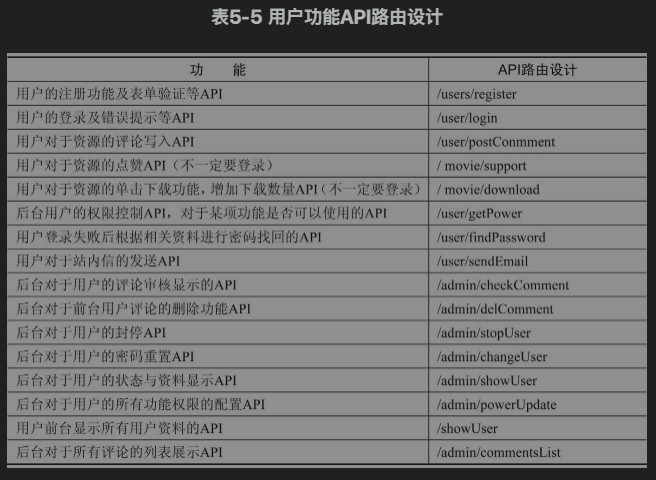 表5-5 用户功能API路由设计
功 能 API路由设计
用户的注册功能及表单验证等API /users/register
用户的登录及错误提示等API /user/login
用户对于资源的评论写入API /user/postConmment
用户对于资源的点赞API（不一定要登录） / movie/support
用户对于资源的单击下载功能，增加下载数量API（不一定要登录） / movie/download
后台用户的权限控制API，对于某项功能是否可以使用的API /user/getPower
用户登录失败后根据相关资料进行密码找回的API /user/findPassword
用户对于站内信的发送API /user/sendEmail
后台对于用户的评论审核显示的API /admin/checkComment
后台对于前台用户评论的删除功能API /admin/delComment
后台对于用户的封停API /admin/stopUser
后台对于用户的密码重置API /admin/changeUser
后台对于用户的状态与资料显示API /admin/showUser
后台对于用户的所有功能权限的配置API /admin/powerUpdate
用户前台显示所有用户资料的API /showUser
后台对于所有评论的列表展示API /admin/commentsList